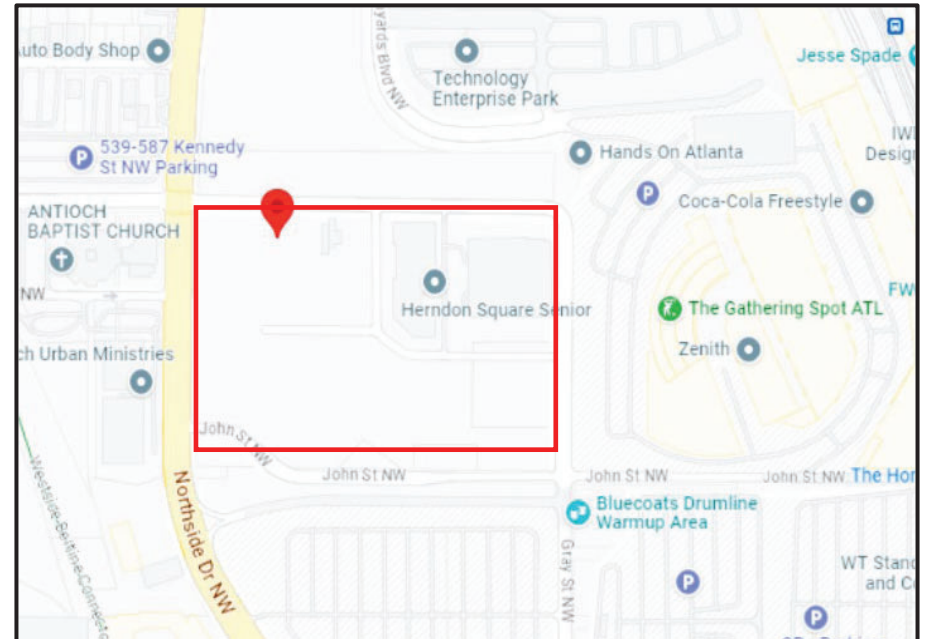 uto Body Shop
yards Blvd NW
Technology
Enterprise Park
Jesse Spade
539-587 Kennedy
St NW Parking
P
Hands On Atlanta
IWI
Desig
P
Coca-Cola Freestyle
ANTIOCH
BAPTIST CHURCH
NW
Herndon Square Senior
The Gathering Spot ATL
FW
ch Urban Ministries
Zenith
John St NW
John St NW
John St NW
John St NW
The Hor
Northside Dr NW
Westside-Beltline-Connector
Bluecoats Drumline
Warmup Area
Gray St NW
P
WT Stand
and C
P